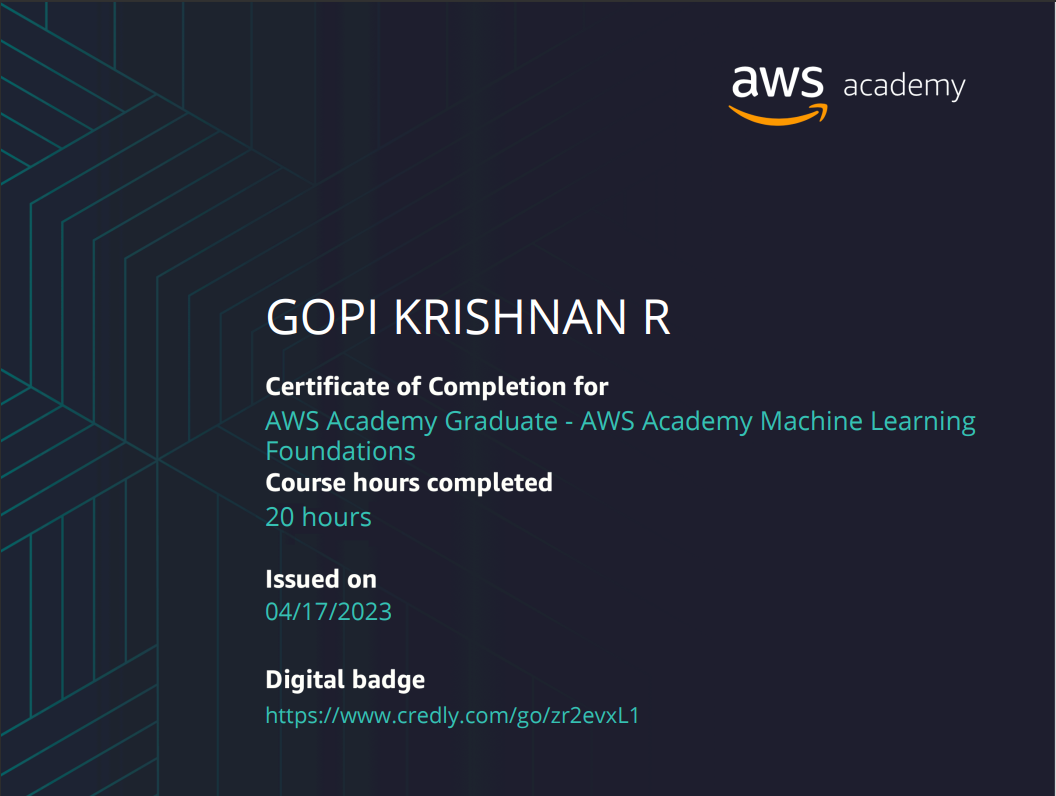 aws academy
GOPI KRISHNAN R
Certificate of Completion for
AWS Academy Graduate - AWS Academy Machine Learning
Foundations
Course hours completed
20 hours
Issued on
04/17/2023
Digital badge
https://www.credly.com/go/zr2evxL1